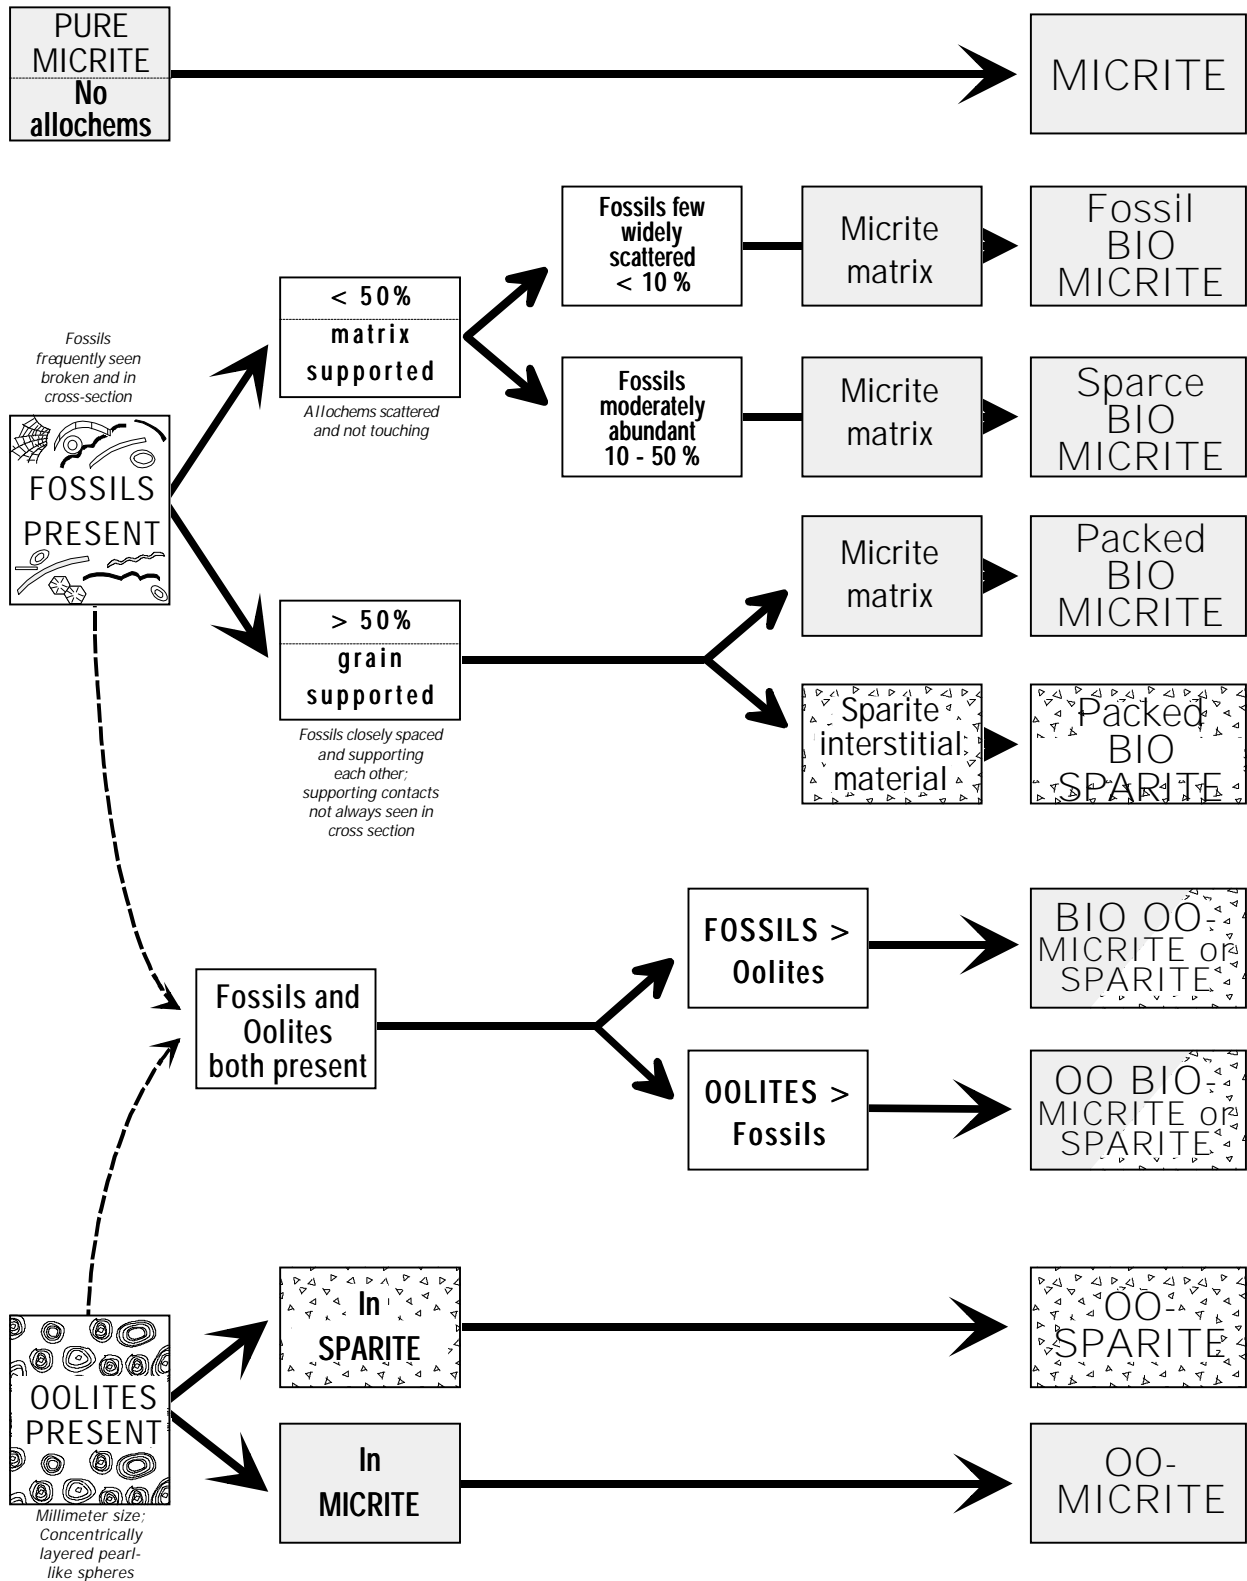 PURE
MICRITE
No
allochems
MICRITE
Fossils
frequently seen
broken and in
cross-section
FOSSILS
PRESENT
< 50%
matrix
supported
Allochems scattered
and not touching
Fossils few
widely
scattered
< 10 %
Micrite
matrix
Fossil
BIO
MICRITE
Fossils
moderately
abundant
10 - 50 %
Micrite
matrix
Sparce
BIO
MICRITE
> 50%
grain
supported
Fossils closely spaced
and supporting
each other;
supporting contacts
not always seen in
cross section
Micrite
matrix
Packed
BIO
MICRITE
Sparite
interstitial
material
Packed
BIO
SPARITE
Fossils and
Oolites
both present
FOSSILS >
Oolites
BIO OO-
MICRITE or
SPARITE
OOLITES >
Fossils
OO BIO-
MICRITE or
SPARITE
OOLITES
PRESENT
Millimeter size;
Concentrically
layered pearl-
like spheres
In
SPARITE
OO-
SPARITE
In
MICRITE
OO-
MICRITE